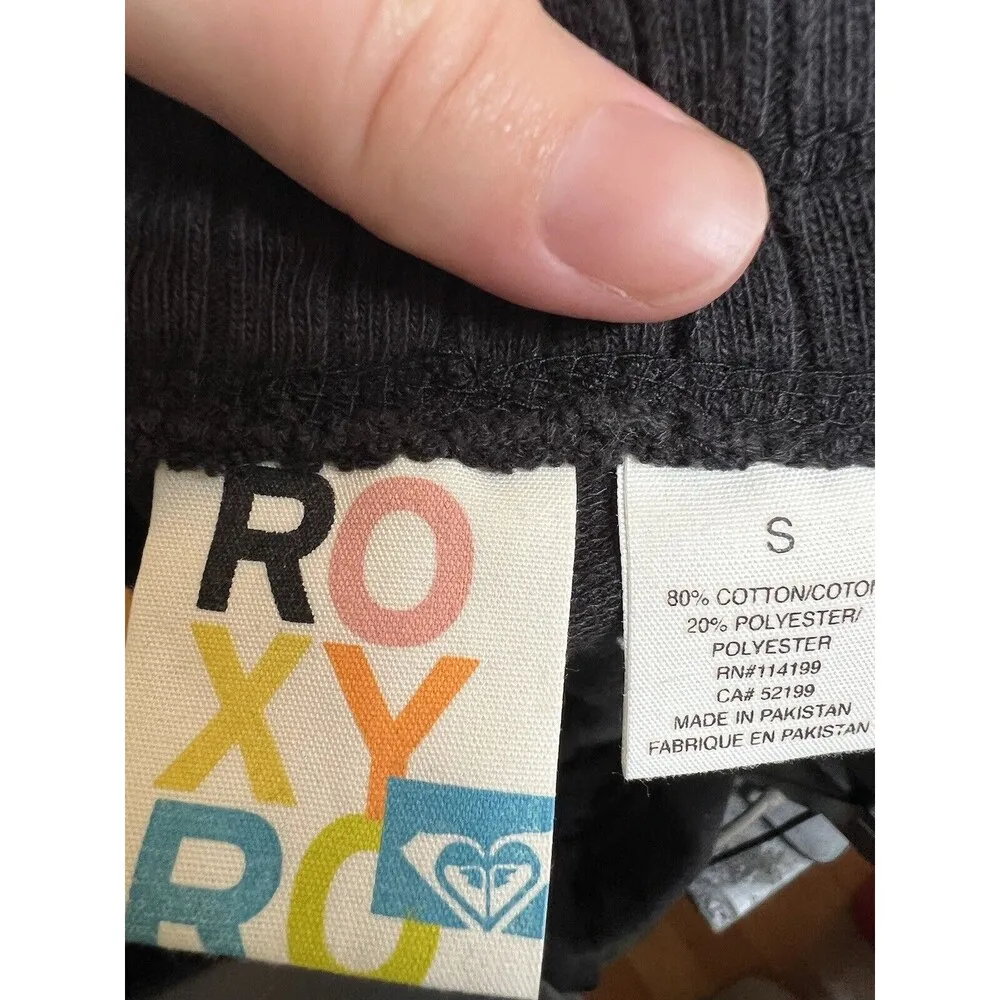 RO
XY
RO
S
80% COTTON/COTON
20% POLYESTER/
POLYESTER
RN#114199
CA# 52199
MADE IN PAKISTAN
FABRIQUE EN PAKISTAN